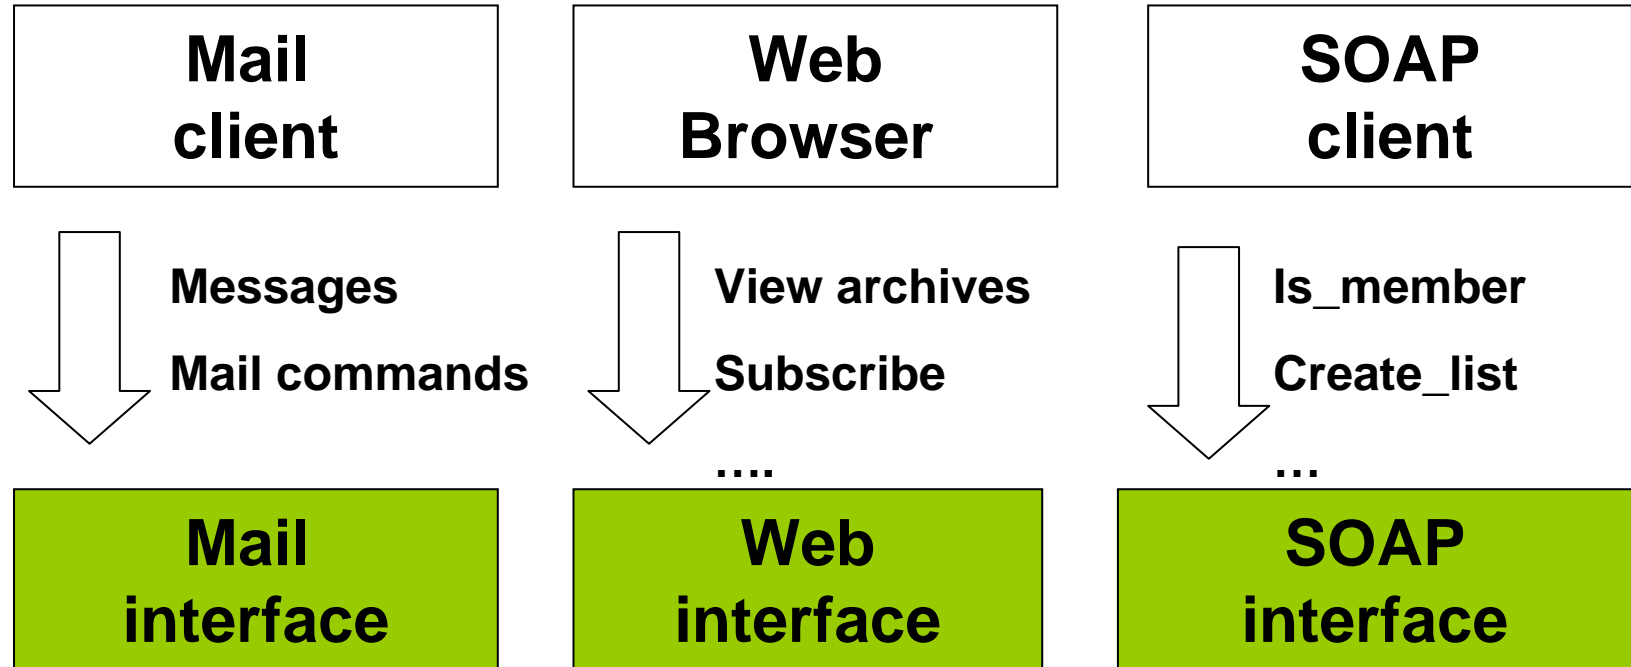 Mail
client
Web
Browser
SOAP
client
Messages
Mail commands
View archives
Subscribe
....
Is_member
Create_list
...
Mail
interface
Web
interface
SOAP
interface